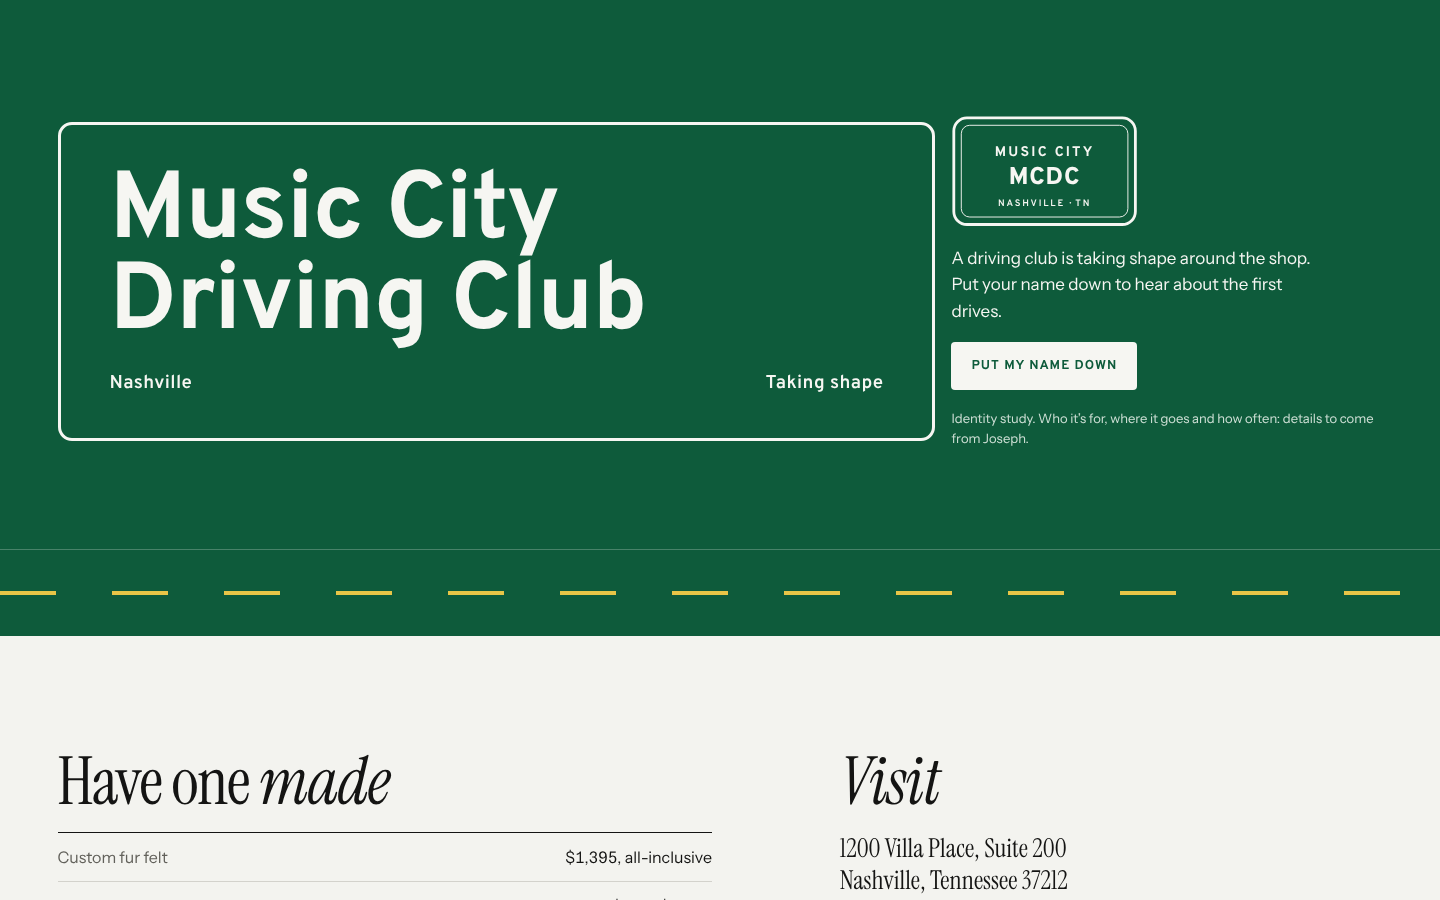 Music City
Driving Club
Nashville
Taking shape
MUSIC CITY
MCDC
NASHVILLE · TN
A driving club is taking shape around the shop.
Put your name down to hear about the first
drives.
PUT MY NAME DOWN
Identity study. Who it's for, where it goes and how often: details to come
from Joseph.
Have one made
Custom fur felt
$1,395, all-inclusive
Visit
1200 Villa Place, Suite 200
Nashville, Tennessee 37212